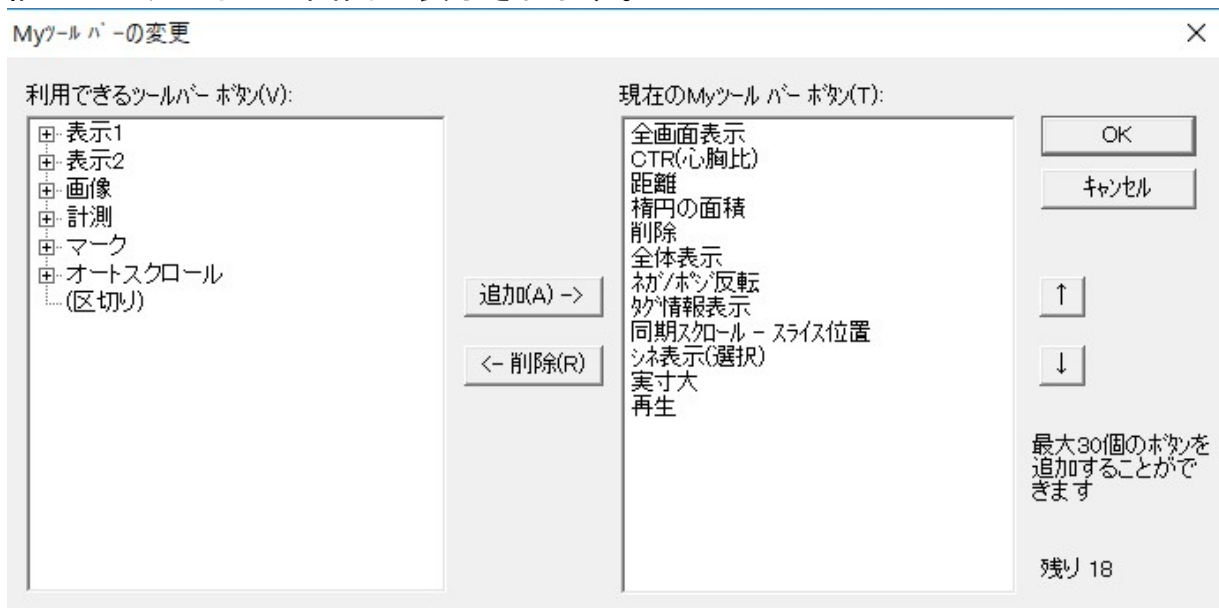 Myﾂｰﾙ ﾊﾞｰの変更
利用できるﾂｰﾙﾊﾞｰ ﾎﾞﾀﾝ(V):
表示1
表示2
画像
計測
マーク
オートスクロール
(区切り)
追加(A) ->
<- 削除(R)
現在のMyﾂｰﾙ ﾊﾞｰ ﾎﾞﾀﾝ(T):
全画面表示
CTR(心胸比)
距離
楕円の面積
削除
全体表示
ﾈｶﾞ/ﾎﾟｼﾞ反転
ﾀｸﾞ情報表示
同期ｽｸﾛｰﾙ - ｽﾗｲｽ位置
ｼﾈ表示(選択)
実寸大
再生
OK
ｷｬﾝｾﾙ
↑
↓
最大30個のﾎﾞﾀﾝを
追加することがで
きます
残り 18